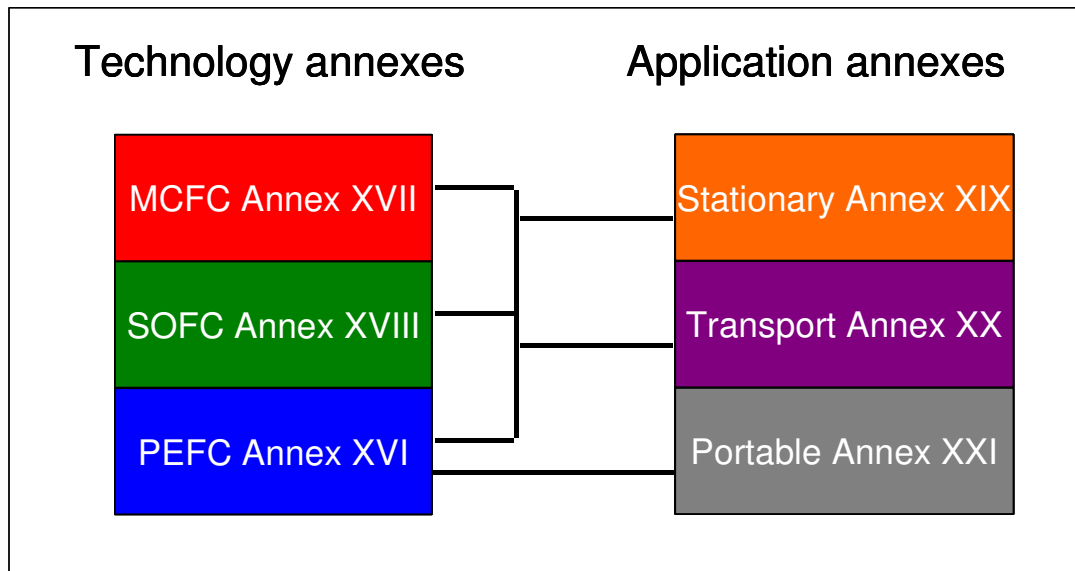 Technology annexes
Application annexes
MCFC Annex XVII
Stationary Annex XIX
SOFC Annex XVIII
Transport Annex XX
PEFC Annex XVI
Portable Annex XXI